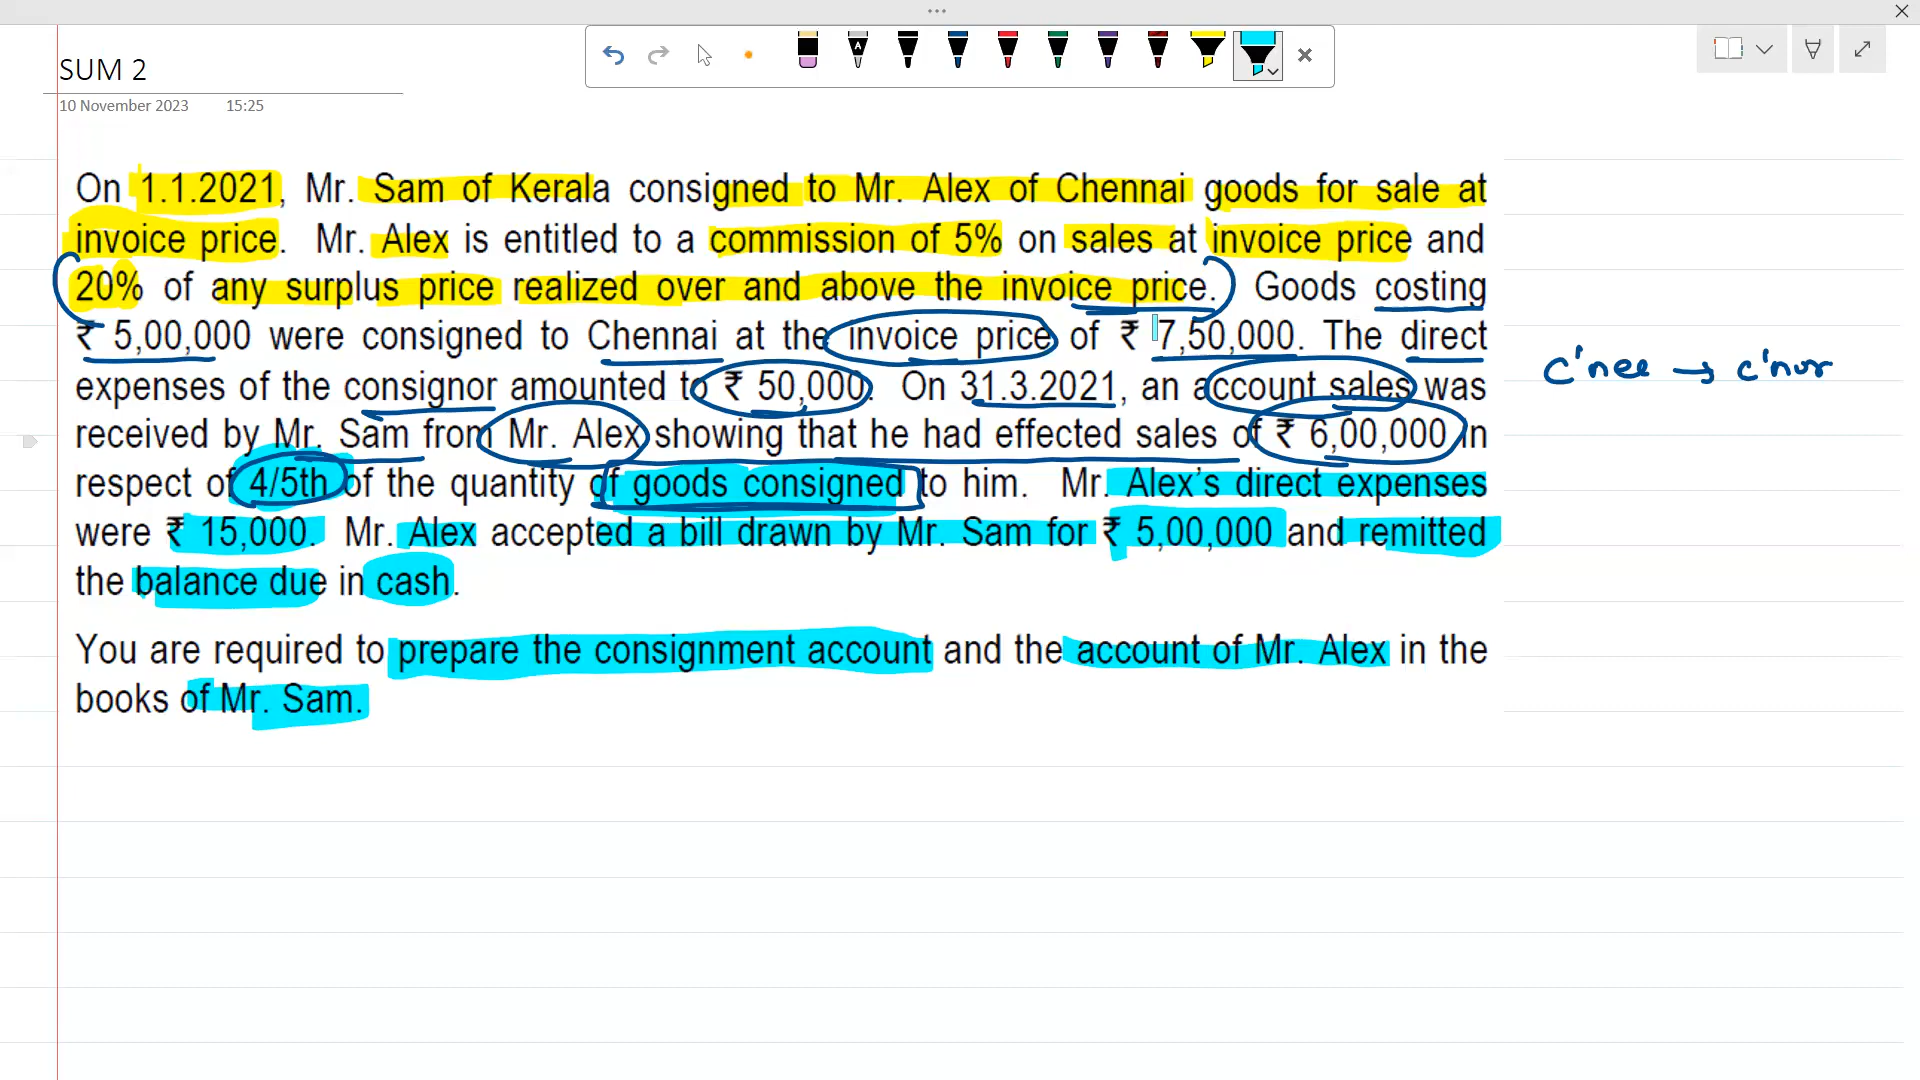 SUM 2
10 November 2023 15:25
On 1.1.2021, Mr. Sam of Kerala consigned to Mr. Alex of Chennai goods for sale at
invoice price. Mr. Alex is entitled to a commission of 5% on sales at invoice price and
20% of any surplus price realized over and above the invoice price. Goods costing
₹ 5,00,000 were consigned to Chennai at the invoice price of ₹ 7,50,000. The direct
expenses of the consignor amounted to ₹ 50,000. On 31.3.2021, an account sales was
received by Mr. Sam from Mr. Alex showing that he had effected sales of ₹ 6,00,000 in
respect of 4/5th of the quantity of goods consigned to him. Mr. Alex's direct expenses
were ₹ 15,000. Mr. Alex accepted a bill drawn by Mr. Sam for ₹ 5,00,000 and remitted
the balance due in cash.
You are required to prepare the consignment account and the account of Mr. Alex in the
books of Mr. Sam.
c'nee → c'nor